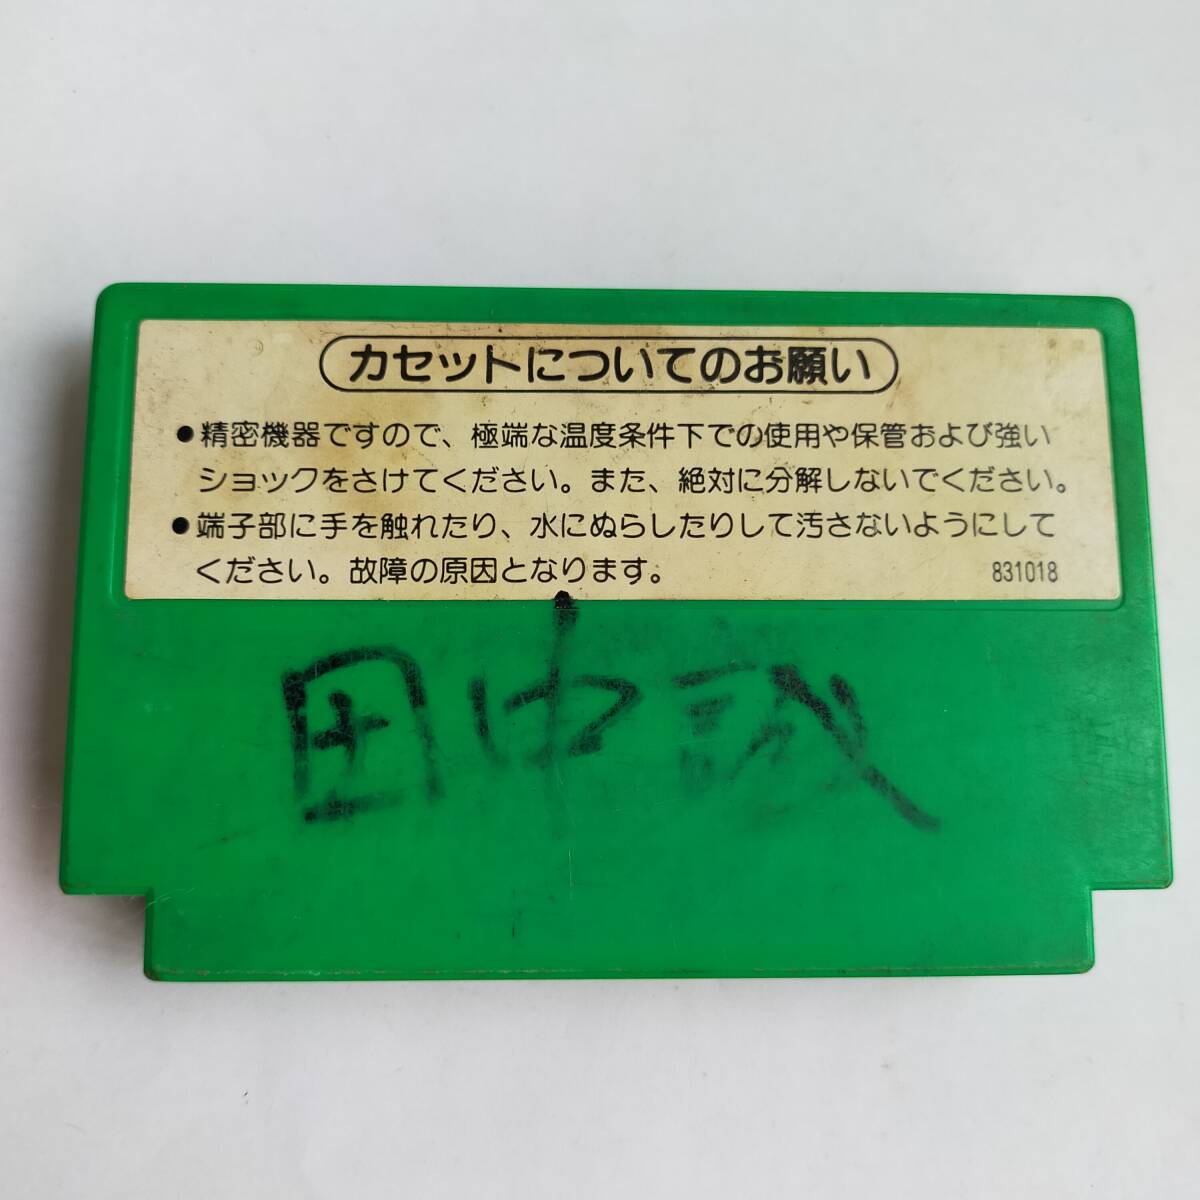 カセットについてのお願い
●精密機器ですので、極端な温度条件下での使用や保管および強い
ショックをさけてください。また、絶対に分解しないでください。
●端子部に手を触れたり、水にぬらしたりして汚さないようにして
ください。故障の原因となります。 831018
田中誠